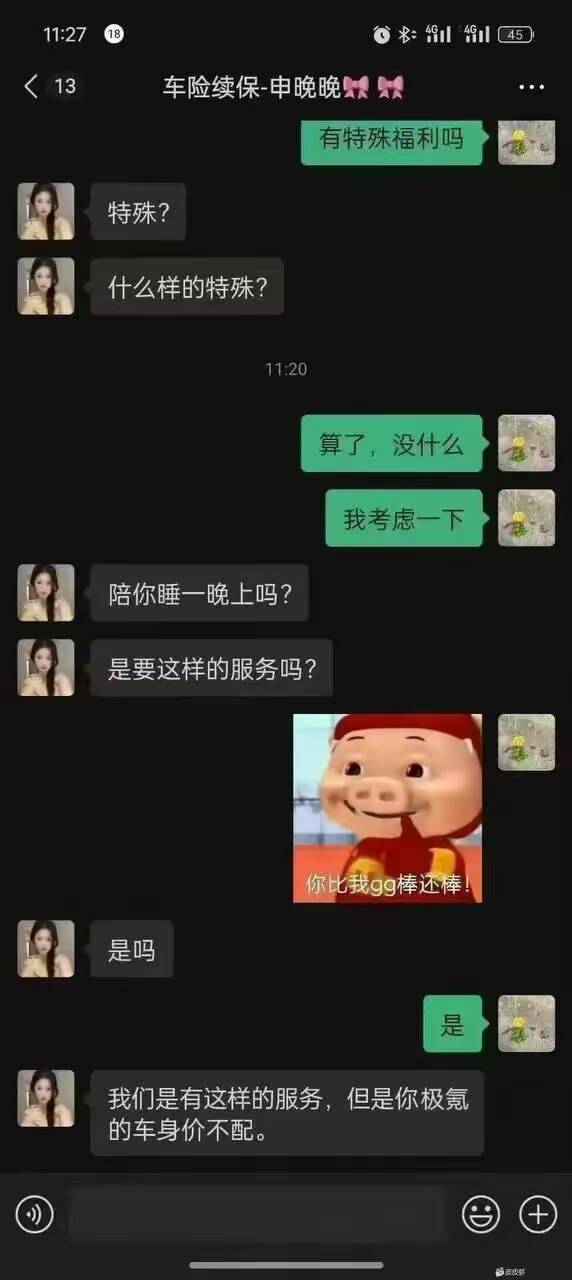 11:27
18
4G
4G
45
13
车险续保-申晚晚
有特殊福利吗
特殊?
什么样的特殊?
11:20
算了，没什么
我考虑一下
陪你睡一晚上吗?
是要这样的服务吗?
你比我gg棒还棒!
是吗
是
我们是有这样的服务，但是你极氪
的车身价不配。
皮皮虾